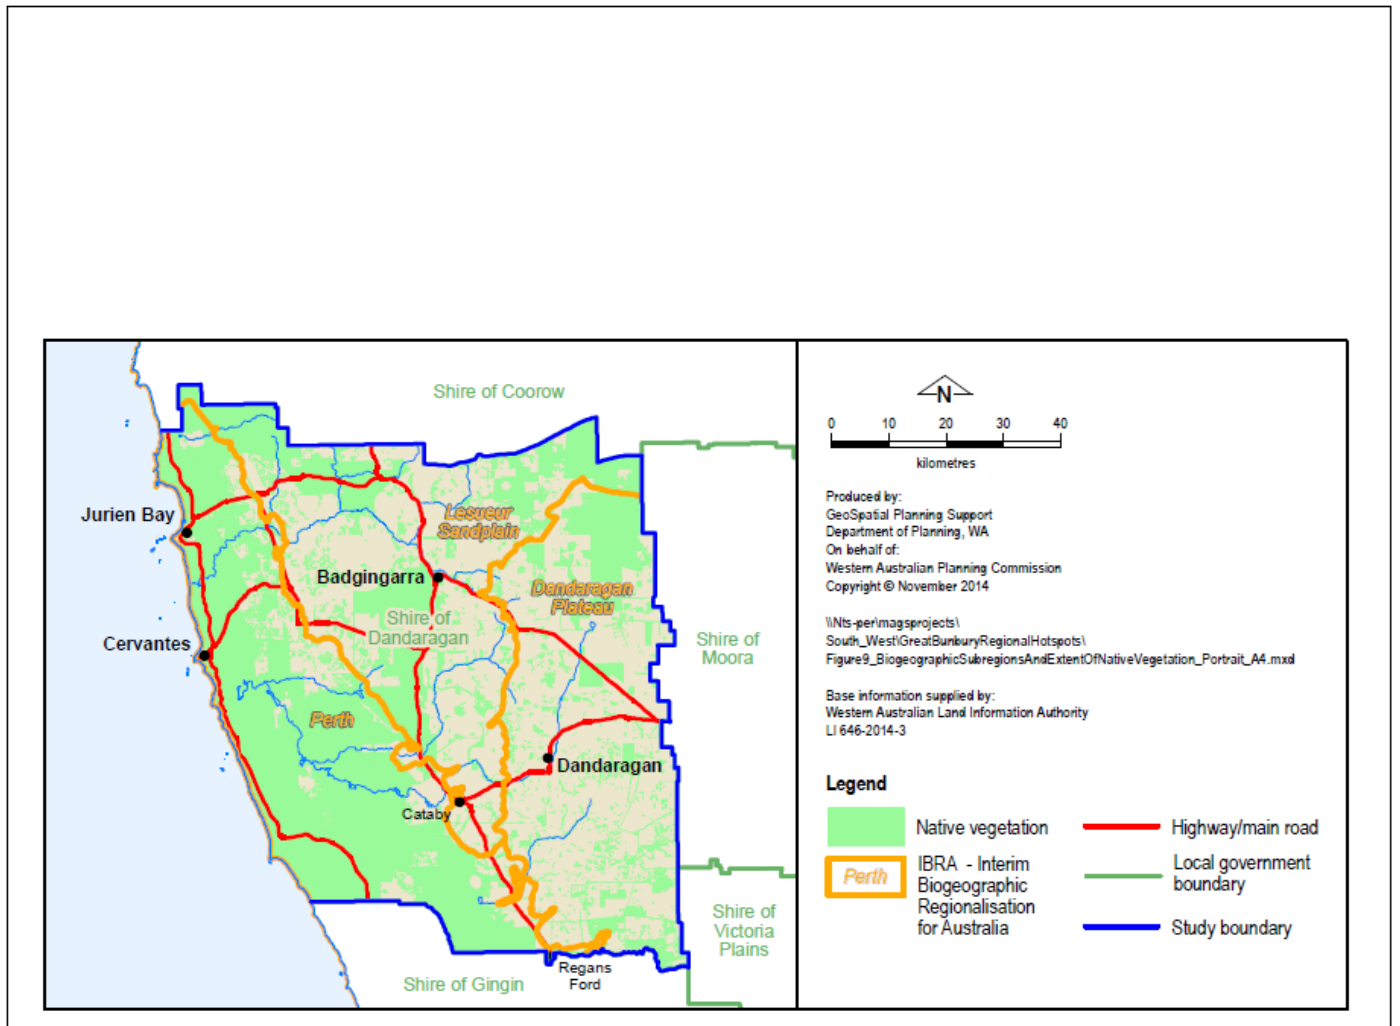 Shire of Coorow
Jurien Bay
Lesueur
Sandplain
Badgingarra
Dandaragan
Plateau
Shire of
Dandaragan
Cervantes
Shire of
Moora
Perth
Dandaragan
Cataby
Shire of
Victoria
Plains
Regans
Ford
Shire of Gingin
N
0 10 20 30 40
kilometres
Produced by:
GeoSpatial Planning Support
Department of Planning, WA
On behalf of:
Western Australian Planning Commission
Copyright © November 2014
\\Nts-per\magsprojects\
South_West\GreatBunburyRegionalHotspots\
Figure9_BiogeographicSubregionsAndExtentOfNativeVegetation_Portrait_A4.mxd
Base information supplied by:
Western Australian Land Information Authority
LI 646-2014-3
Legend
Native vegetation
Perth
IBRA - Interim
Biogeographic
Regionalisation
for Australia
Highway/main road
Local government
boundary
Study boundary